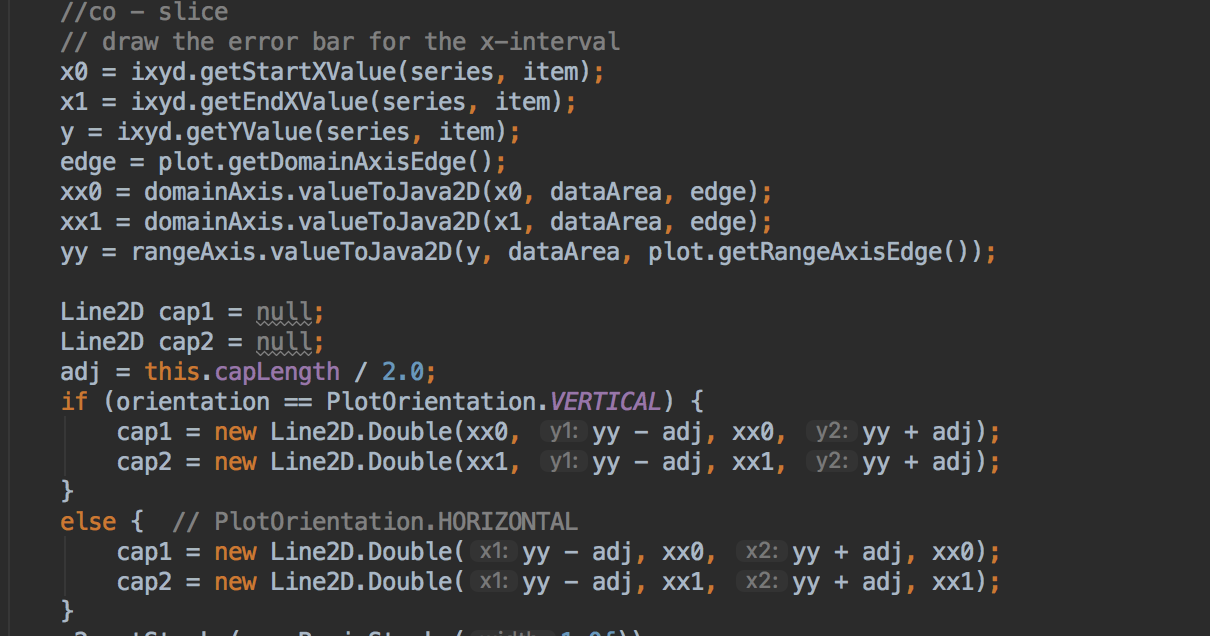 //co - slice
// draw the error bar for the x-interval
x0 = ixyd.getStartXValue(series, item);
x1 = ixyd.getEndXValue(series, item);
y = ixyd.getYValue(series, item);
edge = plot.getDomainAxisEdge();
xx0 = domainAxis.valueToJava2D(x0, dataArea, edge);
xx1 = domainAxis.valueToJava2D(x1, dataArea, edge);
yy = rangeAxis.valueToJava2D(y, dataArea, plot.getRangeAxisEdge());
Line2D cap1 = null;
Line2D cap2 = null;
adj = this.capLength / 2.0;
if (orientation == PlotOrientation.VERTICAL) {
cap1 = new Line2D.Double(xx0, y1: yy - adj, xx0, y2: yy + adj);
cap2 = new Line2D.Double(xx1, y1: yy - adj, xx1, y2: yy + adj);
}
else { // PlotOrientation.HORIZONTAL
cap1 = new Line2D.Double( x1: yy - adj, xx0, x2: yy + adj, xx0);
cap2 = new Line2D.Double( x1: yy - adj, xx1, x2: yy + adj, xx1);
}